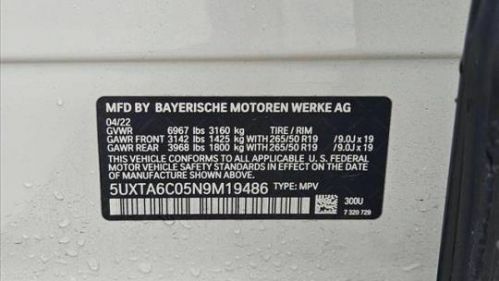 MFD BY BAYERISCHE MOTOREN WERKE AG
04/22
GVWR 6967 lbs 3160 kg TIRE / RIM
GAWR FRONT 3142 lbs 1425 kg WITH 265/50 R19 /9.0J x 19
GAWR REAR 3968 lbs 1800 kg WITH 265/50 R19 /9.0J x 19
THIS VEHICLE CONFORMS TO ALL APPLICABLE U.S. FEDERAL
MOTOR VEHICLE SAFETY STANDARDS IN EFFECT ON THE DATE OF
MANUFACTURE SHOWN ABOVE.
5UXTA6C05N9M19486 TYPE: MPV
300U
7 320 729